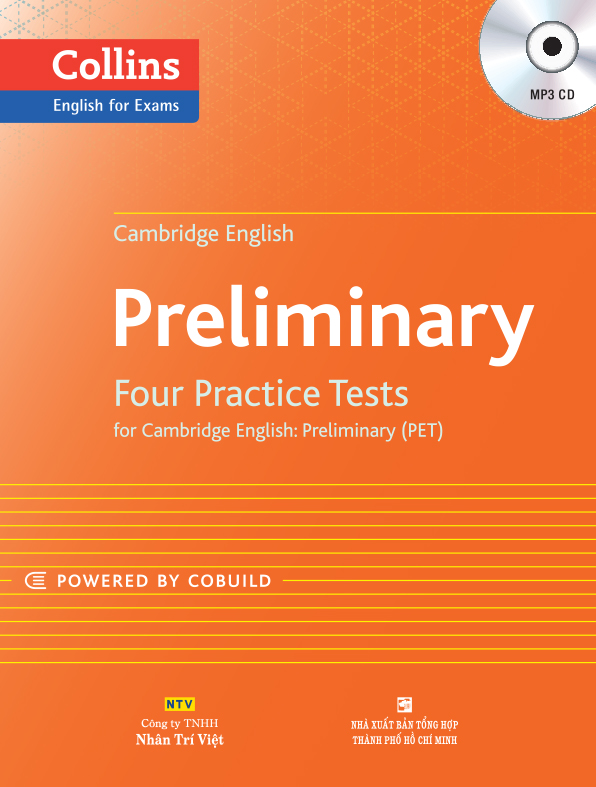 Collins
English for Exams
MP3 CD
Cambridge English
Preliminary
Four Practice Tests
for Cambridge English: Preliminary (PET)
POWERED BY COBUILD
NTV
Công ty TNHH
Nhân Trí Việt
NHÀ XUẤT BẢN TỔNG HỢP
THÀNH PHỐ HỒ CHÍ MINH